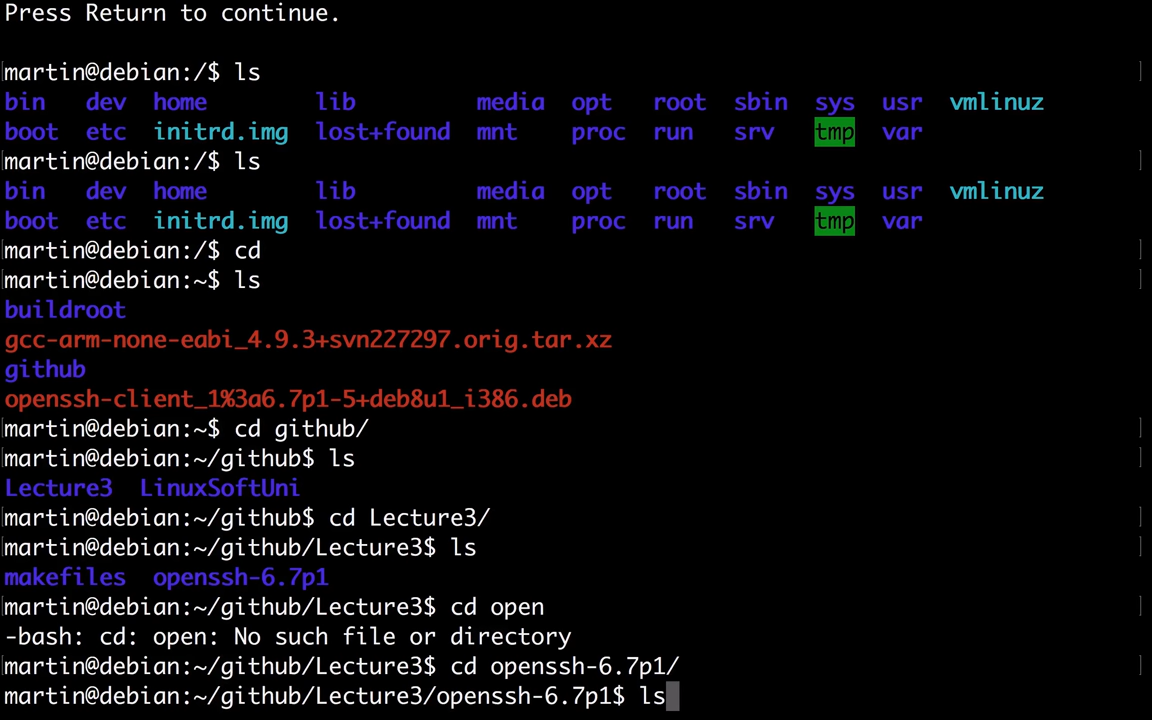 Press Return to continue.
martin@debian:/$ ls
bin dev home lib media opt root sbin sys usr vmlinuz
boot etc initrd.img lost+found mnt proc run srv tmp var
martin@debian:/$ ls
bin dev home lib media opt root sbin sys usr vmlinuz
boot etc initrd.img lost+found mnt proc run srv tmp var
martin@debian:/$ cd
martin@debian:~$ ls
buildroot
gcc-arm-none-eabi_4.9.3+svn227297.orig.tar.xz
github
openssh-client_1%3a6.7p1-5+deb8u1_i386.deb
martin@debian:~$ cd github/
martin@debian:~/github$ ls
Lecture3 LinuxSoftUni
martin@debian:~/github$ cd Lecture3/
martin@debian:~/github/Lecture3$ ls
makefiles openssh-6.7p1
martin@debian:~/github/Lecture3$ cd open
-bash: cd: open: No such file or directory
martin@debian:~/github/Lecture3$ cd openssh-6.7p1/
martin@debian:~/github/Lecture3/openssh-6.7p1$ ls